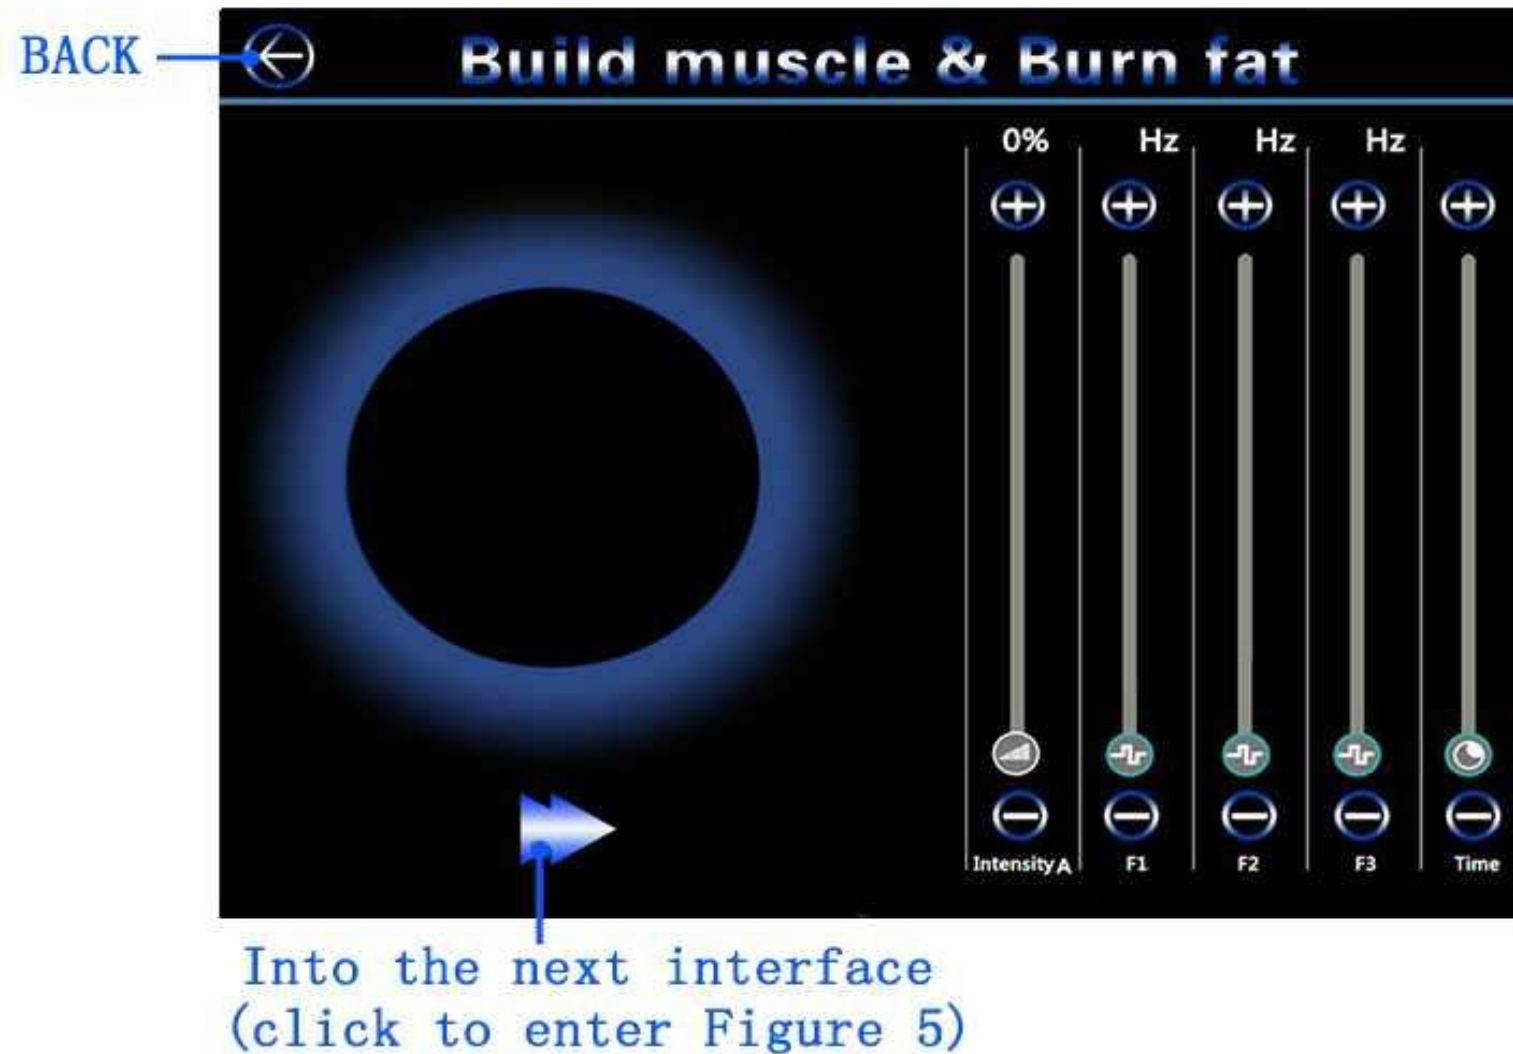 BACK
Build muscle & Burn fat
0% Hz Hz Hz
Intensity A F1 F2 F3 Time
Into the next interface
(click to enter Figure 5)